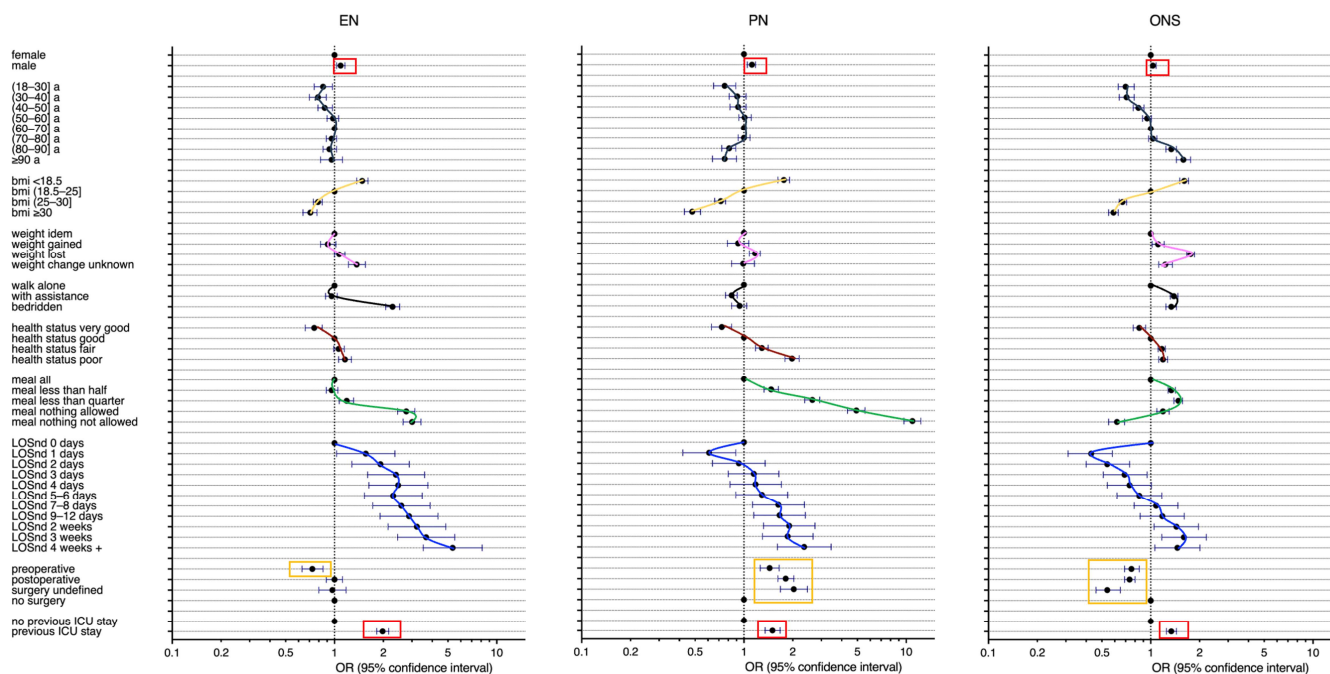 EN PN ONS
female
male
(18–30] a
(30–40] a
(40–50] a
(50–60] a
(60–70] a
(70–80] a
(80–90] a
≥90 a
bmi <18.5
bmi (18.5–25]
bmi (25–30]
bmi ≥30
weight idem
weight gained
weight lost
weight change unknown
walk alone
with assistance
bedridden
health status very good
health status good
health status fair
health status poor
meal all
meal less than half
meal less than quarter
meal nothing allowed
meal nothing not allowed
LOSnd 0 days
LOSnd 1 days
LOSnd 2 days
LOSnd 3 days
LOSnd 4 days
LOSnd 5–6 days
LOSnd 7–8 days
LOSnd 9–12 days
LOSnd 2 weeks
LOSnd 3 weeks
LOSnd 4 weeks +
preoperative
postoperative
surgery undefined
no surgery
no previous ICU stay
previous ICU stay
0.1 0.2 0.5 1 2 5 10 0.1 0.2 0.5 1 2 5 10 0.1 0.2 0.5 1 2 5 10
OR (95% confidence interval) OR (95% confidence interval) OR (95% confidence interval)